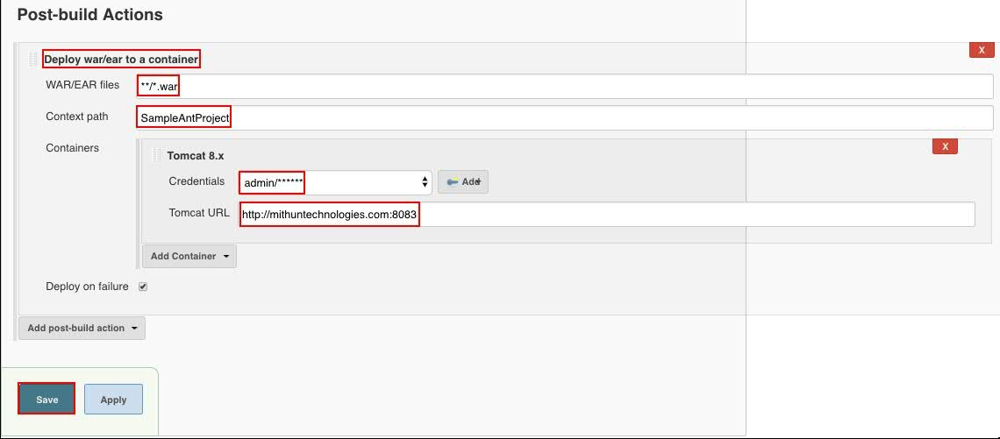 Post-build Actions
Deploy war/ear to a container
X
WAR/EAR files
**/*.war
Context path
SampleAntProject
Containers
Tomcat 8.x
X
Credentials
admin/******
Add
Tomcat URL
http://mithuntechnologies.com:8083
Add Container
Deploy on failure
Add post-build action
Save
Apply